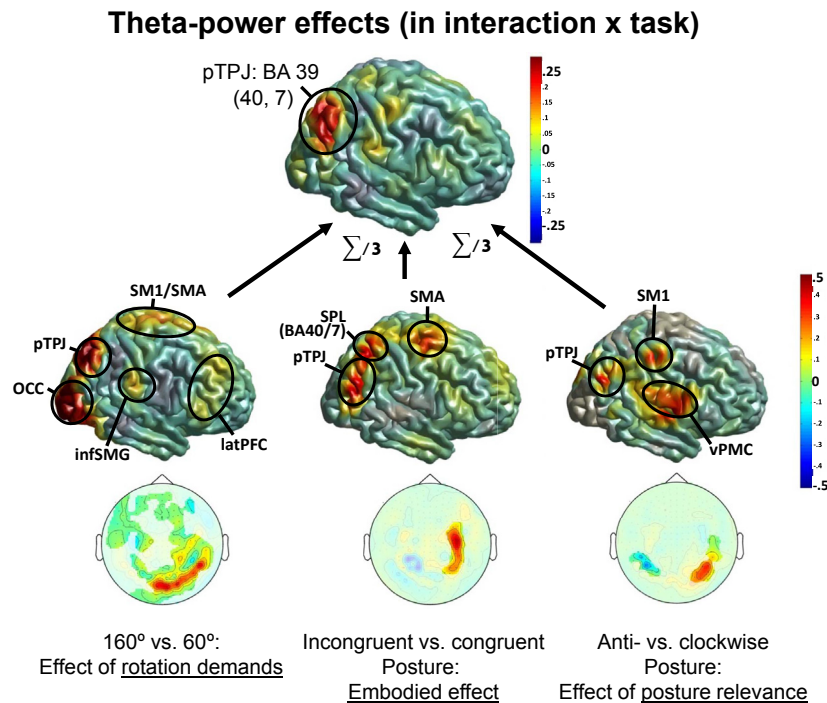 Theta-power effects (in interaction x task)
pTPJ: BA 39
(40, 7)
.25
.15
.1
.5
0
-.5
-.1
-.15
-.2
-.25
∑/3
∑/3
SM1/SMA
pTPJ
OCC
infSMG
latPFC
SMA
SPL
(BA40/7)
pTPJ
SM1
pTPJ
vPMC
.5
.4
.3
.2
.1
0
-.1
-.2
-.3
-.4
-.5
160º vs. 60º:
Effect of rotation demands
Incongruent vs. congruent
Posture:
Embodied effect
Anti- vs. clockwise
Posture:
Effect of posture relevance